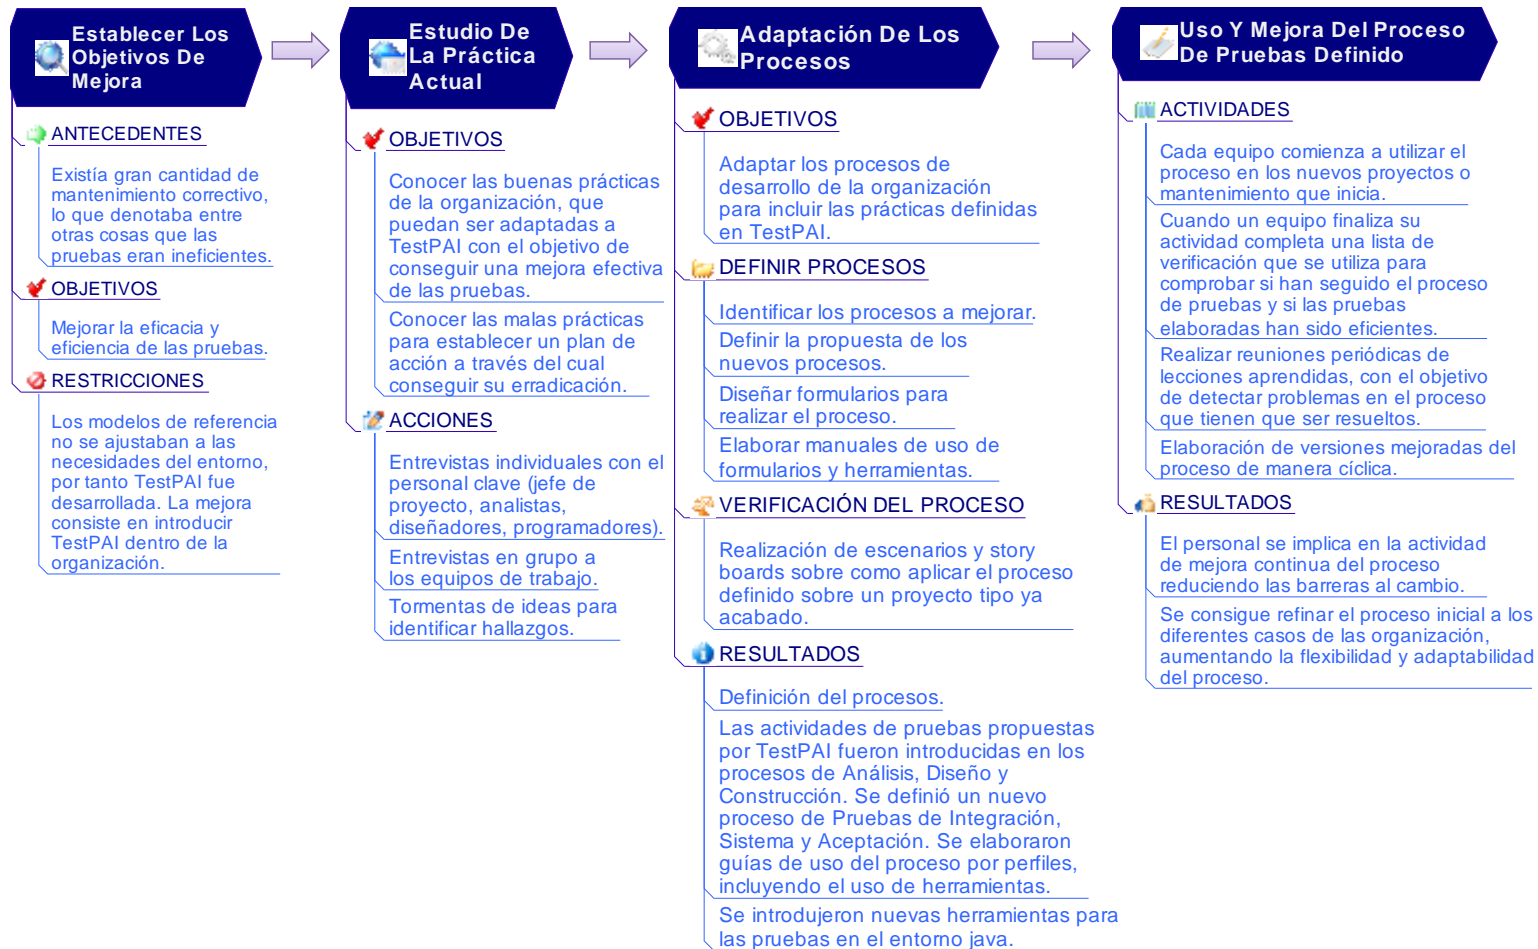 Establecer Los
Objetivos De
Mejora
ANTECEDENTES
Existía gran cantidad de
mantenimiento correctivo,
lo que denotaba entre
otras cosas que las
pruebas eran ineficientes.
OBJETIVOS
Mejorar la eficacia y
eficiencia de las pruebas.
RESTRICCIONES
Los modelos de referencia
no se ajustaban a las
necesidades del entorno,
por tanto TestPAI fue
desarrollada. La mejora
consiste en introducir
TestPAI dentro de la
organización.
Estudio De
La Práctica
Actual
OBJETIVOS
Conocer las buenas prácticas
de la organización, que
puedan ser adaptadas a
TestPAI con el objetivo de
conseguir una mejora efectiva
de las pruebas.
Conocer las malas prácticas
para establecer un plan de
acción a través del cual
conseguir su erradicación.
ACCIONES
Entrevistas individuales con el
personal clave (jefe de
proyecto, analistas,
diseñadores, programadores).
Entrevistas en grupo a
los equipos de trabajo.
Tormentas de ideas para
identificar hallazgos.
Adaptación De Los
Procesos
OBJETIVOS
Adaptar los procesos de
desarrollo de la organización
para incluir las prácticas definidas
en TestPAI.
DEFINIR PROCESOS
Identificar los procesos a mejorar.
Definir la propuesta de los
nuevos procesos.
Diseñar formularios para
realizar el proceso.
Elaborar manuales de uso de
formularios y herramientas.
VERIFICACIÓN DEL PROCESO
Realización de escenarios y story
boards sobre como aplicar el proceso
definido sobre un proyecto tipo ya
acabado.
RESULTADOS
Definición del procesos.
Las actividades de pruebas propuestas
por TestPAI fueron introducidas en los
procesos de Análisis, Diseño y
Construcción. Se definió un nuevo
proceso de Pruebas de Integración,
Sistema y Aceptación. Se elaboraron
guías de uso del proceso por perfiles,
incluyendo el uso de herramientas.
Se introdujeron nuevas herramientas para
las pruebas en el entorno java.
Uso Y Mejora Del Proceso
De Pruebas Definido
ACTIVIDADES
Cada equipo comienza a utilizar el
proceso en los nuevos proyectos o
mantenimiento que inicia.
Cuando un equipo finaliza su
actividad completa una lista de
verificación que se utiliza para
comprobar si han seguido el proceso
de pruebas y si las pruebas
elaboradas han sido eficientes.
Realizar reuniones periódicas de
lecciones aprendidas, con el objetivo
de detectar problemas en el proceso
que tienen que ser resueltos.
Elaboración de versiones mejoradas del
proceso de manera cíclica.
RESULTADOS
El personal se implica en la actividad
de mejora continua del proceso
reduciendo las barreras al cambio.
Se consigue refinar el proceso inicial a los
diferentes casos de las organización,
aumentando la flexibilidad y adaptabilidad
del proceso.